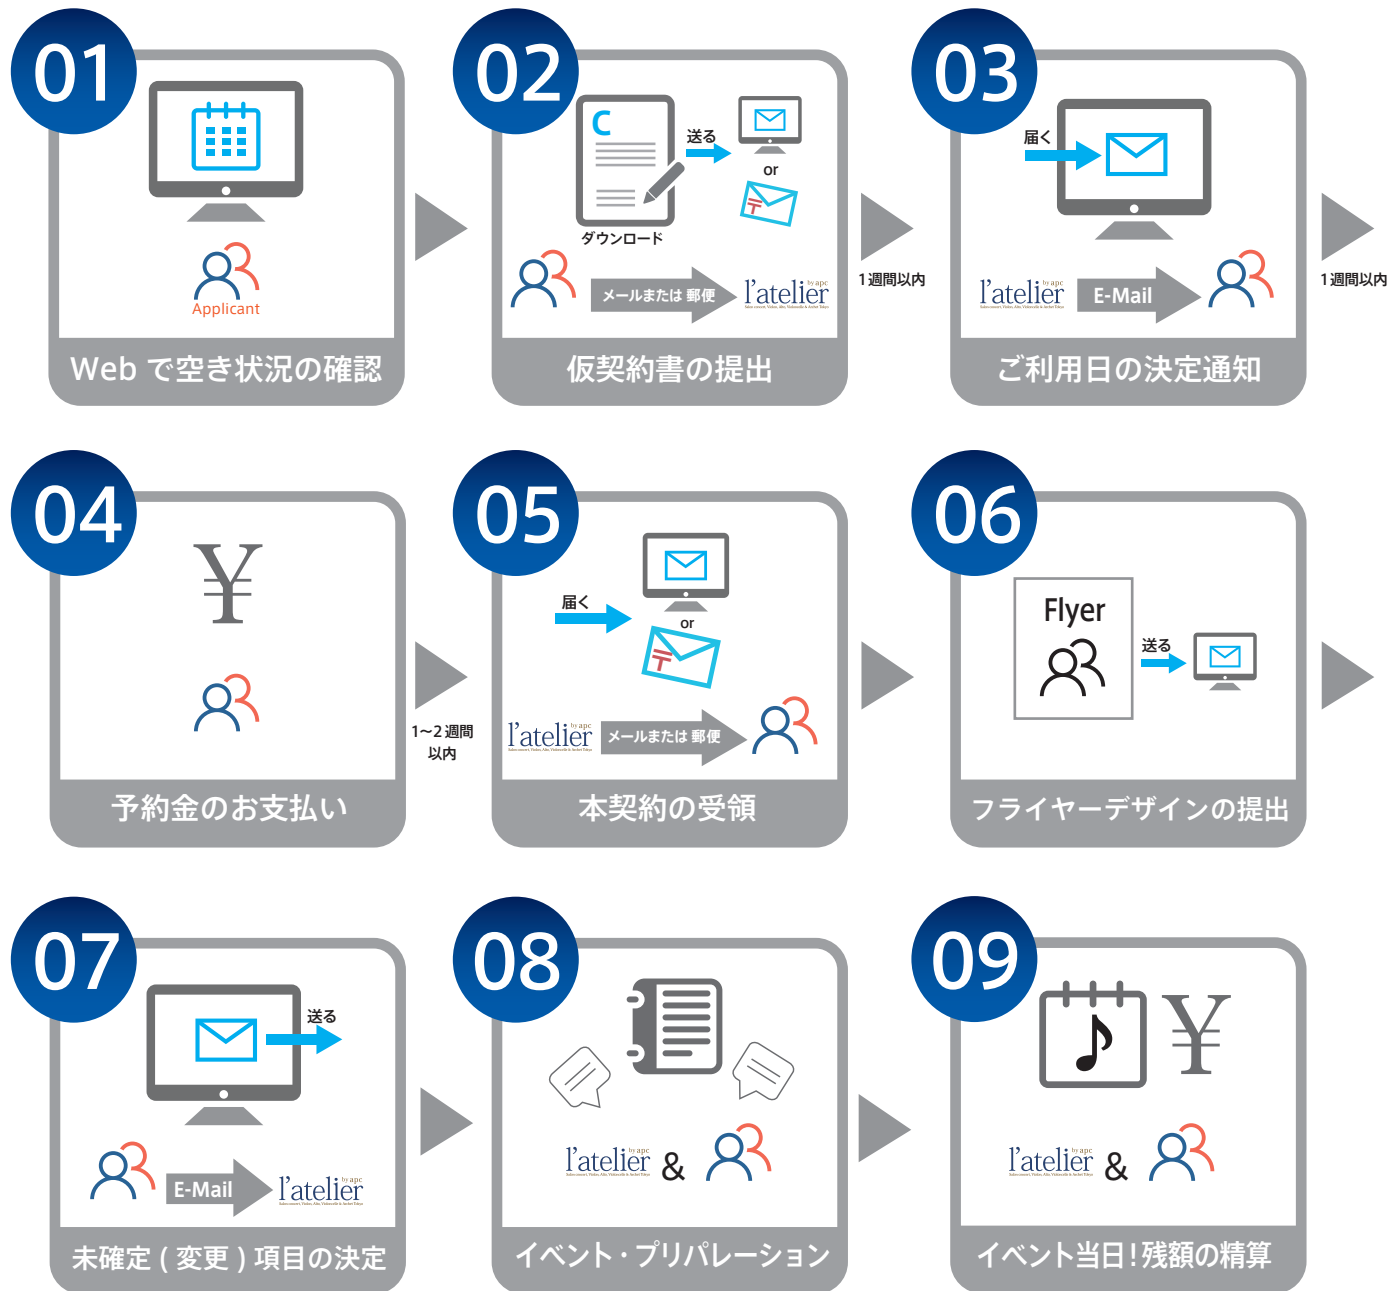 01
Applicant
Web で空き状況の確認
02
C
送る
or
〒
ダウンロード
メールまたは 郵便
l'atelier by apc
仮契約書の提出
1週間以内
03
届く
l'atelier by apc
E-Mail
ご利用日の決定通知
1週間以内
04
¥
予約金のお支払い
1〜2 週間
以内
05
届く
or
〒
l'atelier by apc
メールまたは 郵便
本契約の受領
06
Flyer
送る
フライヤーデザインの提出
07
送る
E-Mail
l'atelier by apc
未確定 ( 変更 ) 項目の決定
08
l'atelier by apc
&
イベント・プリパレーション
09
¥
l'atelier by apc
&
イベント当日!残額の精算